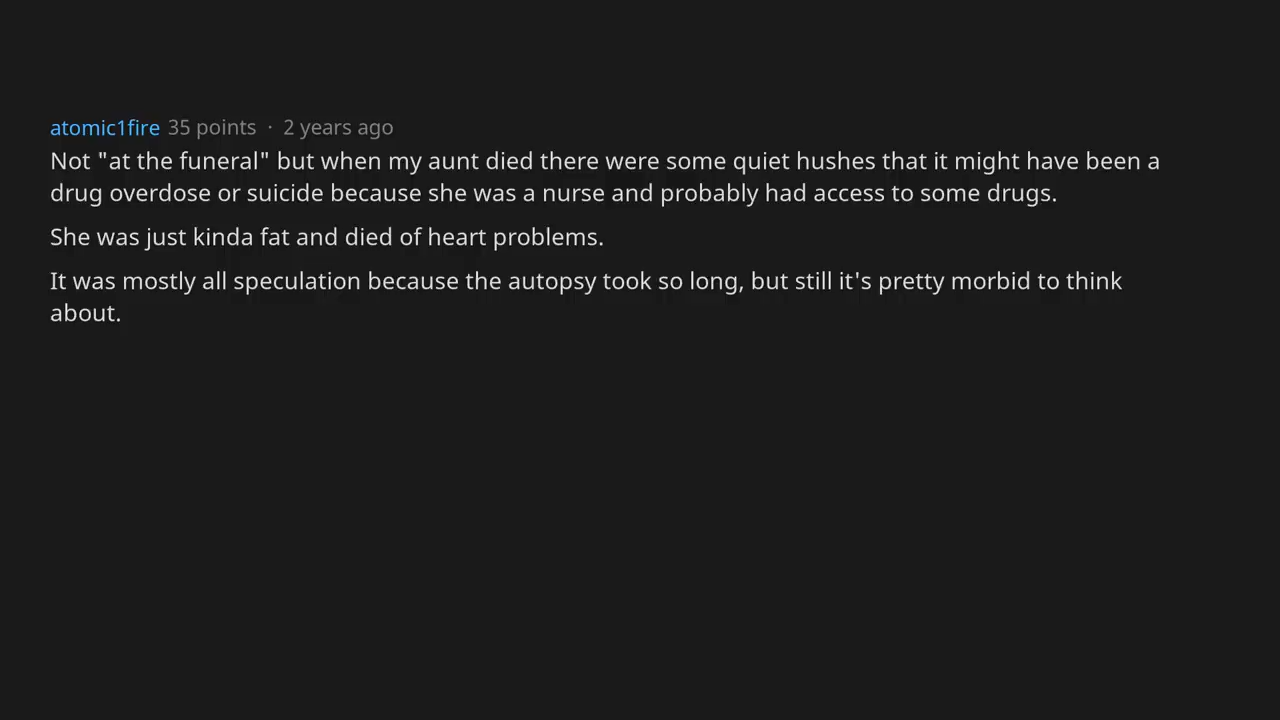 atomic1fire 35 points · 2 years ago
Not "at the funeral" but when my aunt died there were some quiet hushes that it might have been a
drug overdose or suicide because she was a nurse and probably had access to some drugs.
She was just kinda fat and died of heart problems.
It was mostly all speculation because the autopsy took so long, but still it's pretty morbid to think
about.